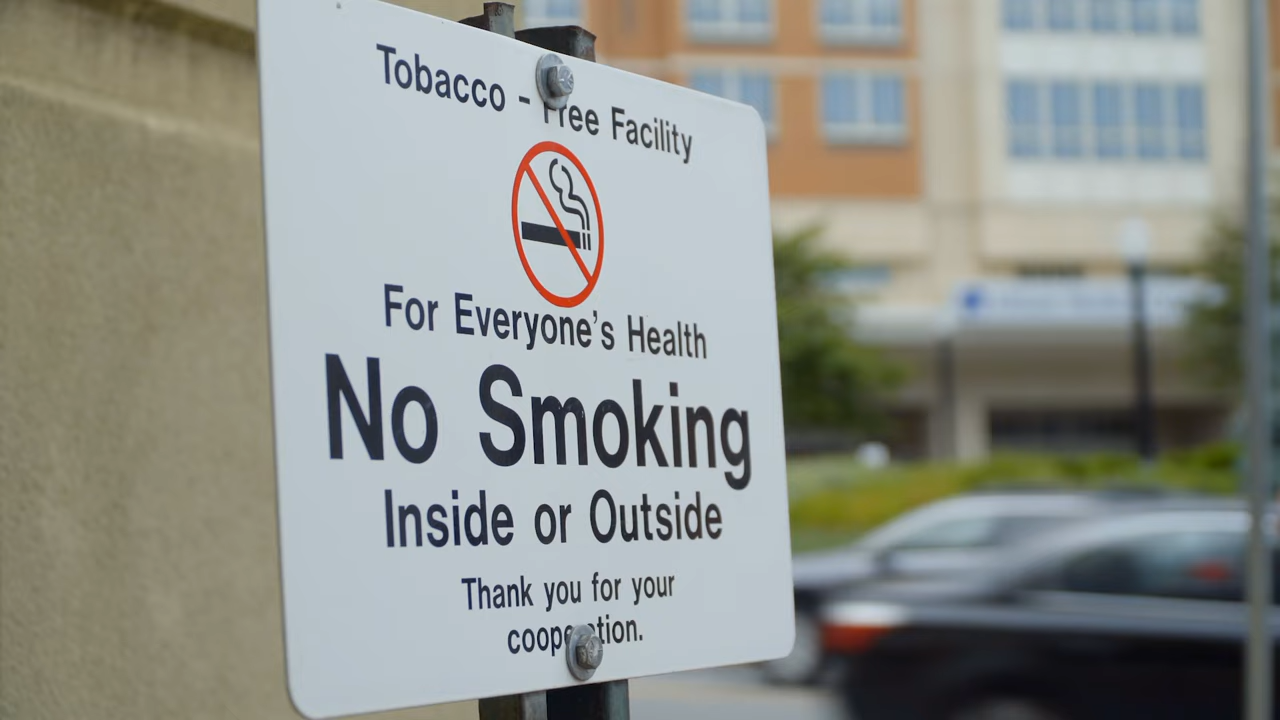 Tobacco - Free Facility
For Everyone's Health
No Smoking
Inside or Outside
Thank you for your
cooperation.